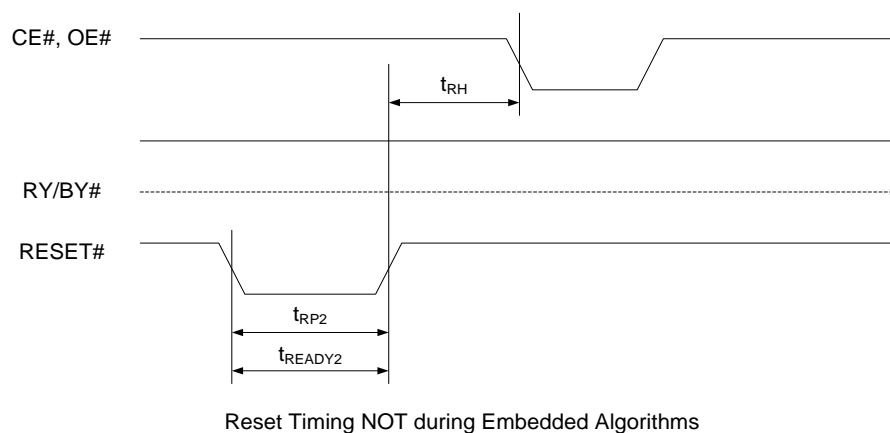 CE#, OE#
tRH
RY/BY#
RESET#
tRP2
tREADY2
Reset Timing NOT during Embedded Algorithms